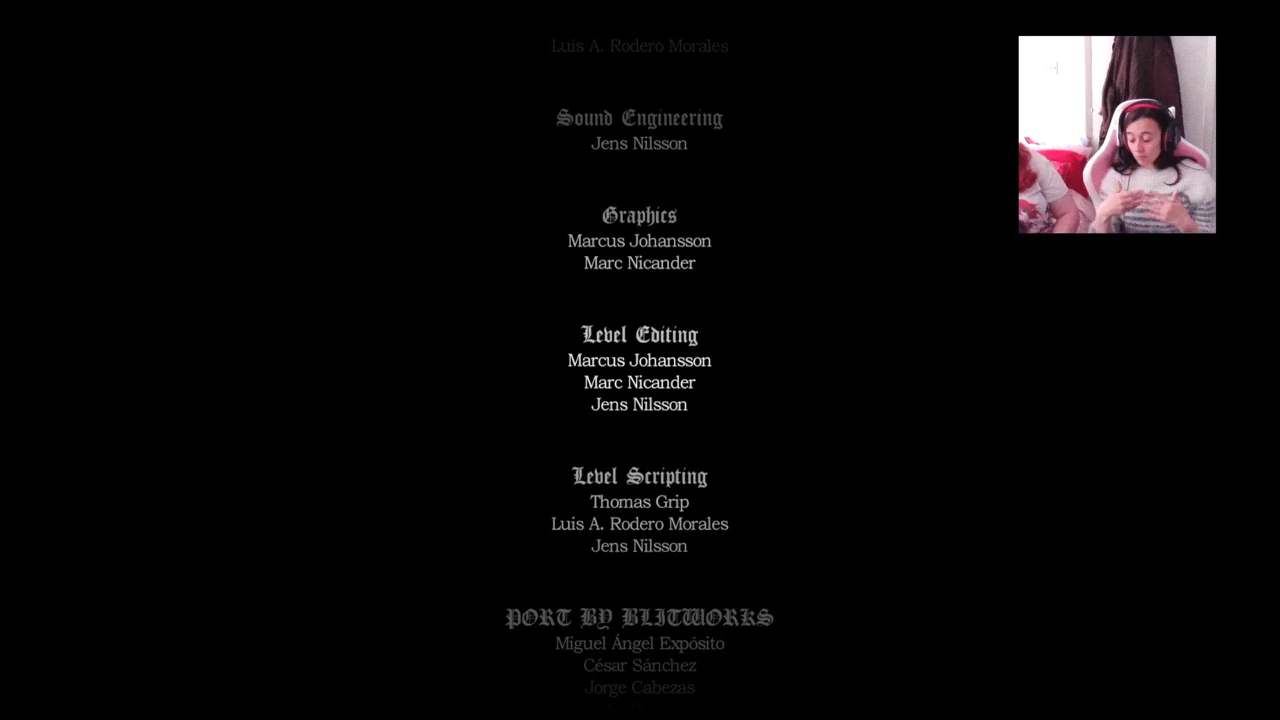 Luis A. Rodero Morales
Sound Engineering
Jens Nilsson
Graphics
Marcus Johansson
Marc Nicander
Level Editing
Marcus Johansson
Marc Nicander
Jens Nilsson
Level Scripting
Thomas Grip
Luis A. Rodero Morales
Jens Nilsson
PORT BY BLITWORKS
Miguel Ángel Expósito
César Sánchez
Jorge Cabezas